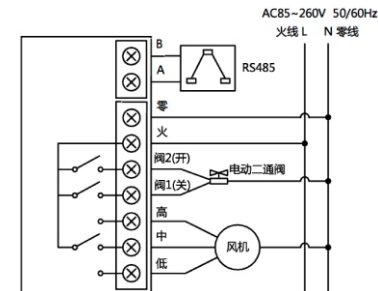 AC85~260V 50/60Hz
火线 L N 零线
B
A
RS485
零
火
阀2(开)
电动二通阀
阀1(关)
高
中
风机
低